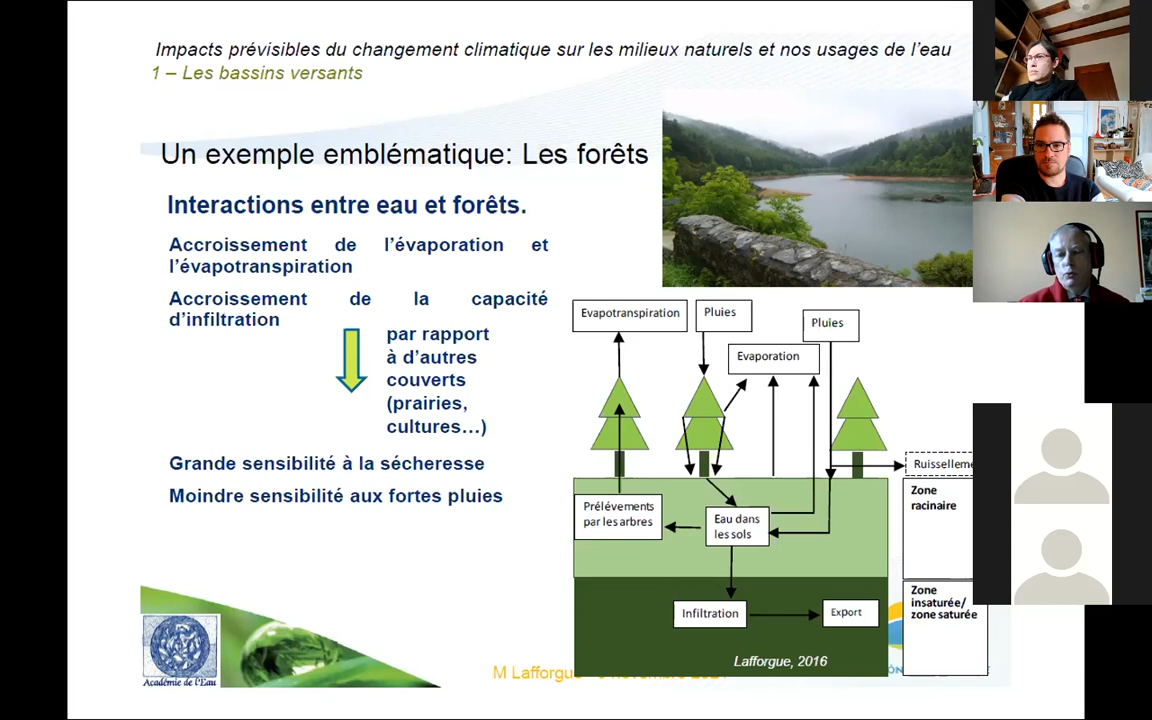 Impacts prévisibles du changement climatique sur les milieux naturels et nos usages de l'eau
1 – Les bassins versants
Un exemple emblématique: Les forêts
Interactions entre eau et forêts.
Accroissement de l'évaporation et
l'évapotranspiration
Accroissement de la capacité
d'infiltration
par rapport
à d'autres
couverts
(prairies,
cultures…)
Grande sensibilité à la sécheresse
Moindre sensibilité aux fortes pluies
Evapotranspiration
Pluies
Pluies
Evaporation
Ruisselleme
Zone
racinaire
Prélévements
par les arbres
Eau dans
les sols
Zone
insaturée/
zone saturée
Infiltration
Export
Lafforgue, 2016
Académie de l'Eau
M Lafforgue